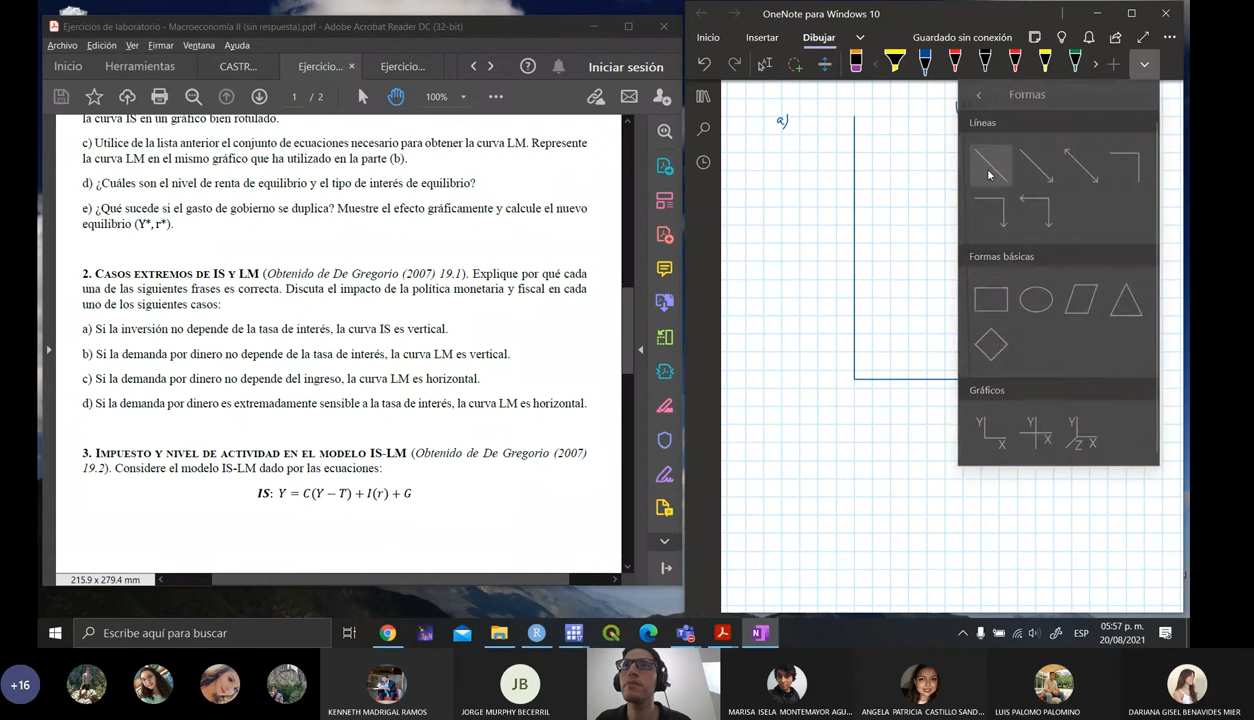 Ejercicios de laboratorio - Macroeconomía II (sin respuesta).pdf - Adobe Acrobat Reader DC (32-bit)
Archivo Edición Ver Firmar Ventana Ayuda
Inicio Herramientas CASTR... Ejercicio... × Ejercicio... Iniciar sesión
1 / 2 100%
la curva IS en un gráfico bien rotulado.
c) Utilice de la lista anterior el conjunto de ecuaciones necesario para obtener la curva LM. Represente
la curva LM en el mismo gráfico que ha utilizado en la parte (b).
d) ¿Cuáles son el nivel de renta de equilibrio y el tipo de interés de equilibrio?
e) ¿Qué sucede si el gasto de gobierno se duplica? Muestre el efecto gráficamente y calcule el nuevo
equilibrio (Y*, r*).
2. CASOS EXTREMOS DE IS Y LM (Obtenido de De Gregorio (2007) 19.1). Explique por qué cada
una de las siguientes frases es correcta. Discuta el impacto de la política monetaria y fiscal en cada
uno de los siguientes casos:
a) Si la inversión no depende de la tasa de interés, la curva IS es vertical.
b) Si la demanda por dinero no depende de la tasa de interés, la curva LM es vertical.
c) Si la demanda por dinero no depende del ingreso, la curva LM es horizontal.
d) Si la demanda por dinero es extremadamente sensible a la tasa de interés, la curva LM es horizontal.
3. IMPUESTO Y NIVEL DE ACTIVIDAD EN EL MODELO IS-LM (Obtenido de De Gregorio (2007)
19.2). Considere el modelo IS-LM dado por las ecuaciones:
IS: Y = C(Y − T) + I(r) + G
215.9 x 279.4 mm
OneNote para Windows 10
Inicio Insertar Dibujar Guardado sin conexión
a)
Formas
Líneas
Formas básicas
Gráficos
Y X Y X Y Z X
Escribe aquí para buscar
ESP
05:57 p. m.
20/08/2021
+16
KENNETH MADRIGAL RAMOS
JB
JORGE MURPHY BECERRIL
MARISA ISELA MONTEMAYOR AGU...
ANGELA PATRICIA CASTILLO SAND...
LUIS PALOMO PALOMINO
DARIANA GISEL BENAVIDES MIER